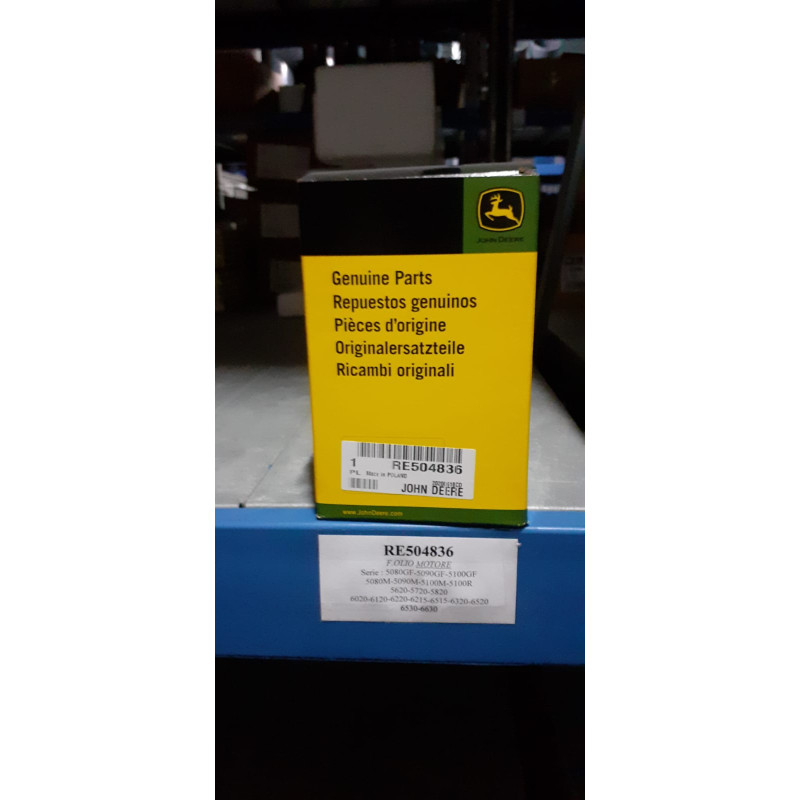 JOHN DEERE
Genuine Parts
Repuestos genuinos
Pièces d'origine
Originalersatzteile
Ricambi originali
1 RE504836
MADE IN POLAND
JOHN DEERE
www.JohnDeere.com
RE504836
F.OLIO MOTORE
Serie : 5080GF-5090GF-5100GF
5080M-5090M-5100M-5100R
5620-5720-5820
6020-6120-6220-6215-6515-6320-6520
6530-6630